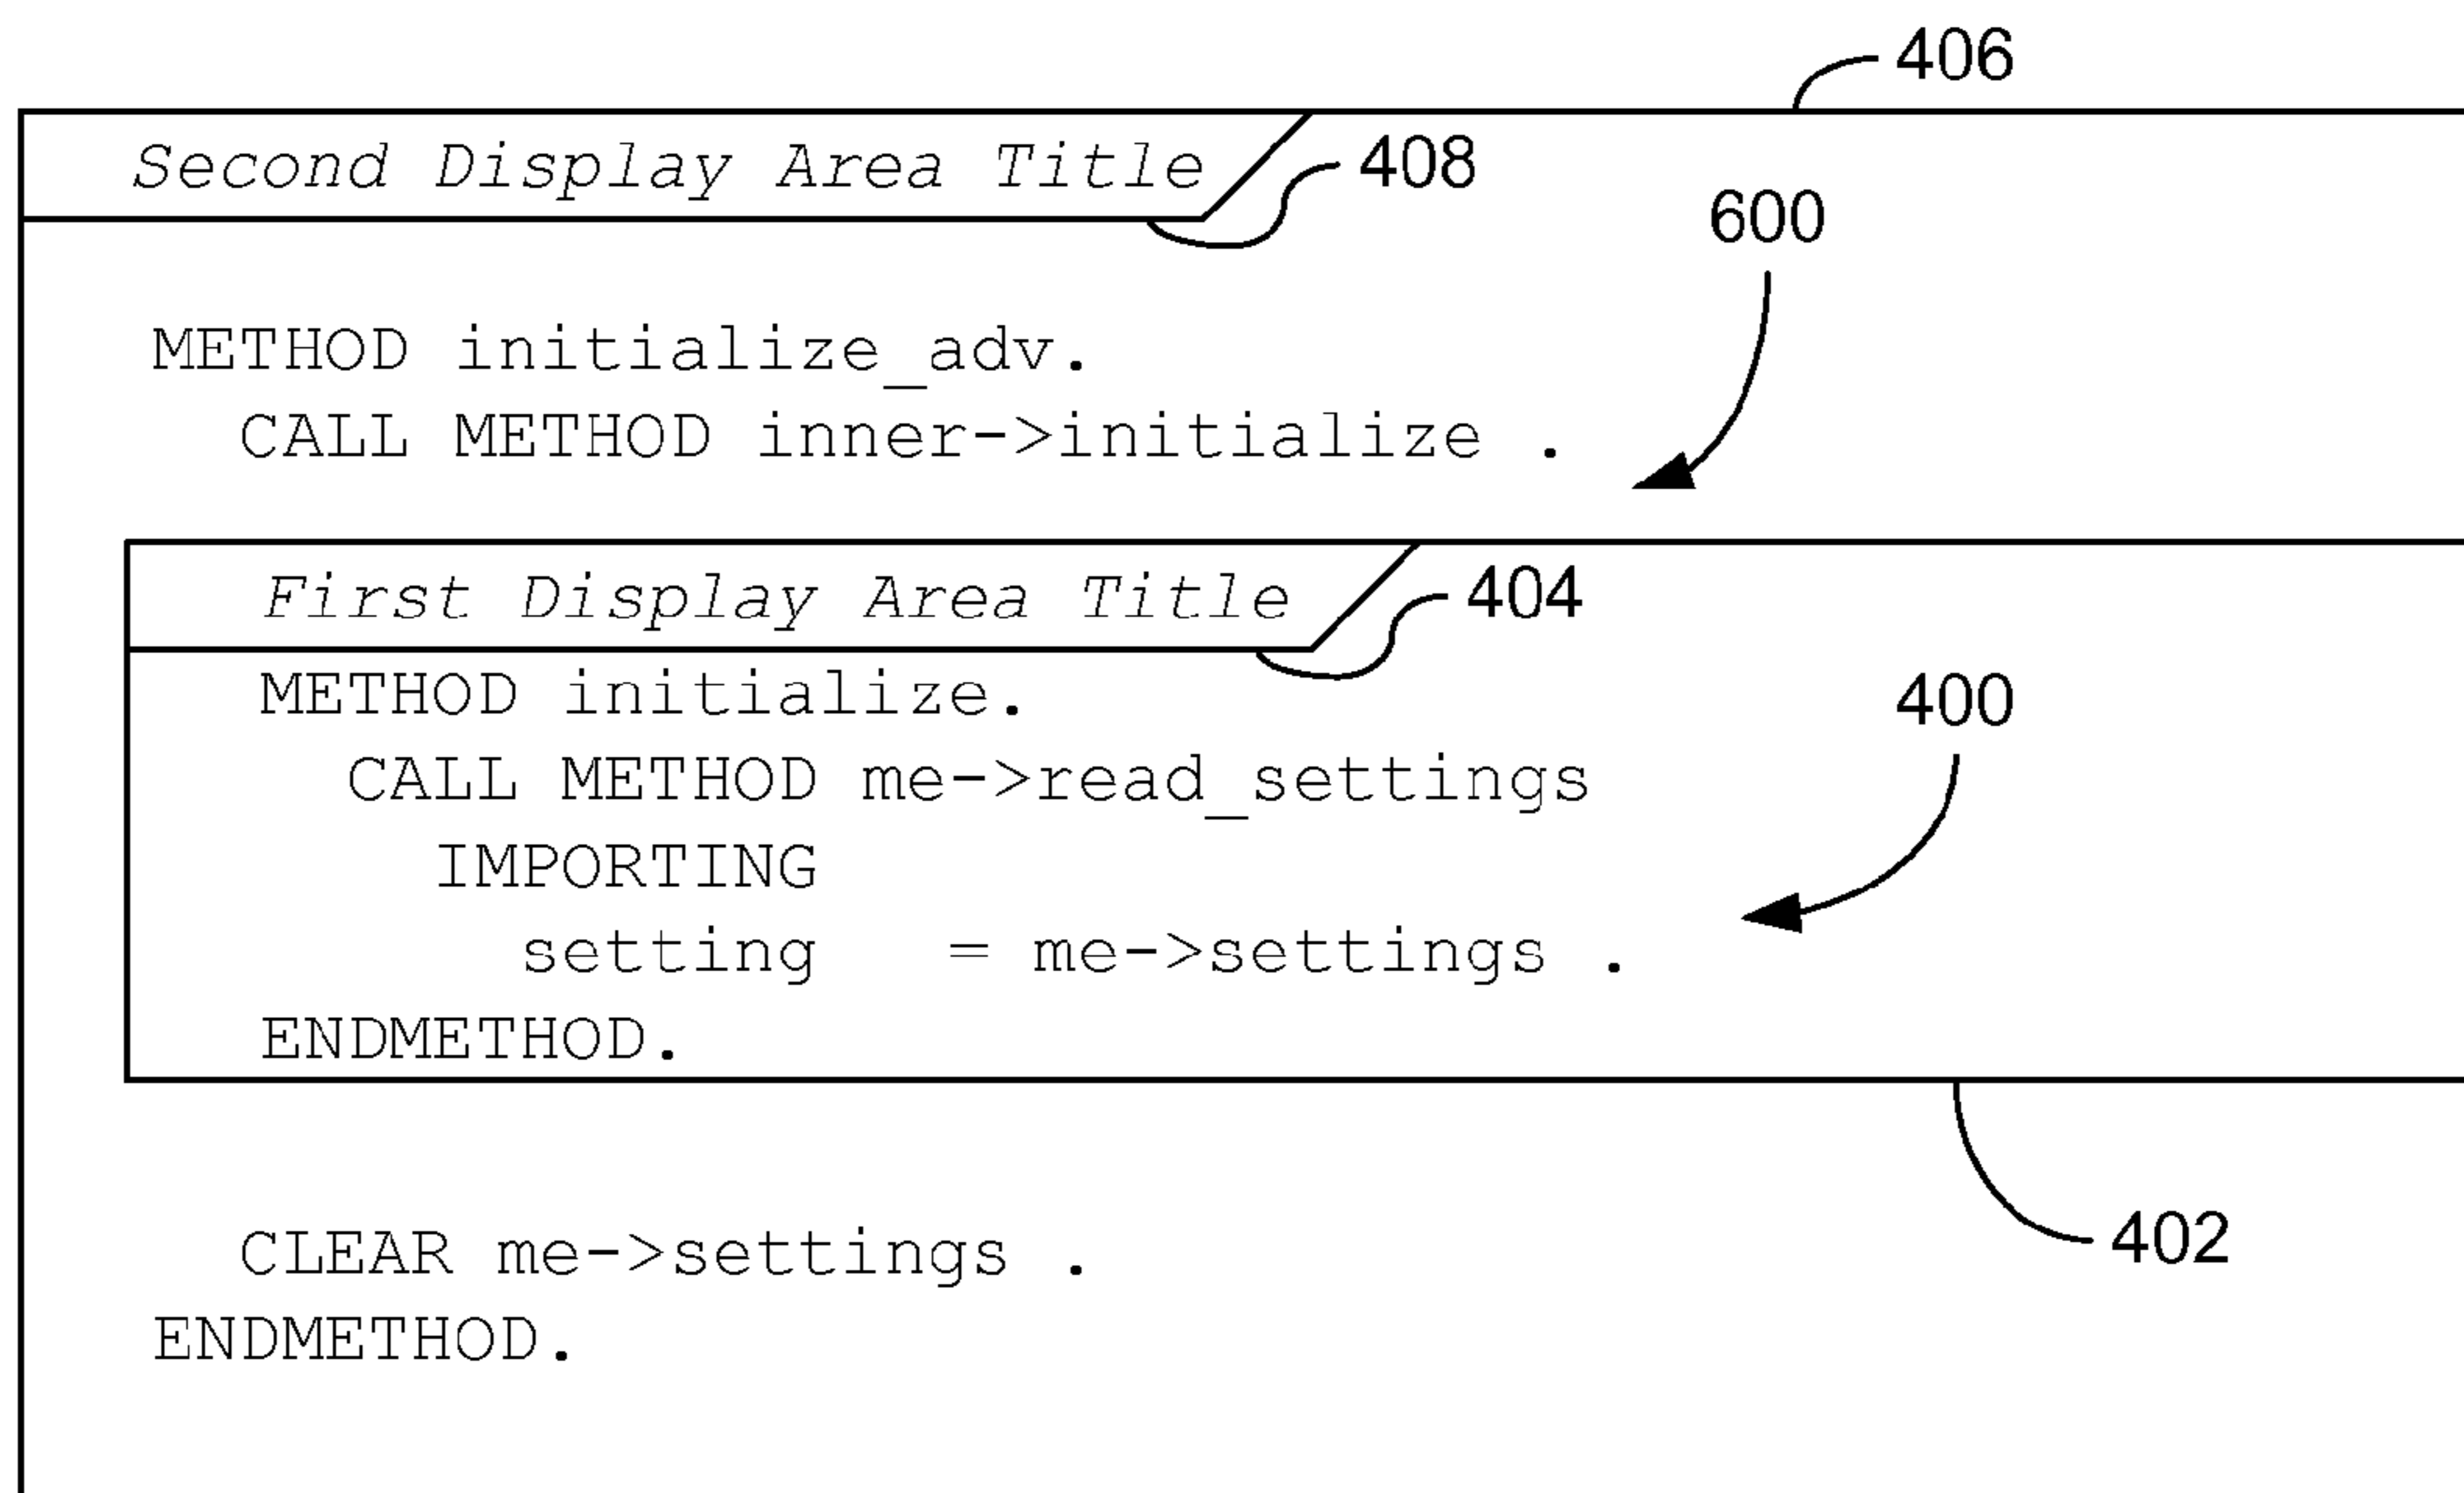 406
Second Display Area Title
408
600
METHOD initialize_adv.
CALL METHOD inner->initialize .
First Display Area Title
404
METHOD initialize.
400
CALL METHOD me->read_settings
IMPORTING
setting = me->settings .
ENDMETHOD.
402
CLEAR me->settings .
ENDMETHOD.